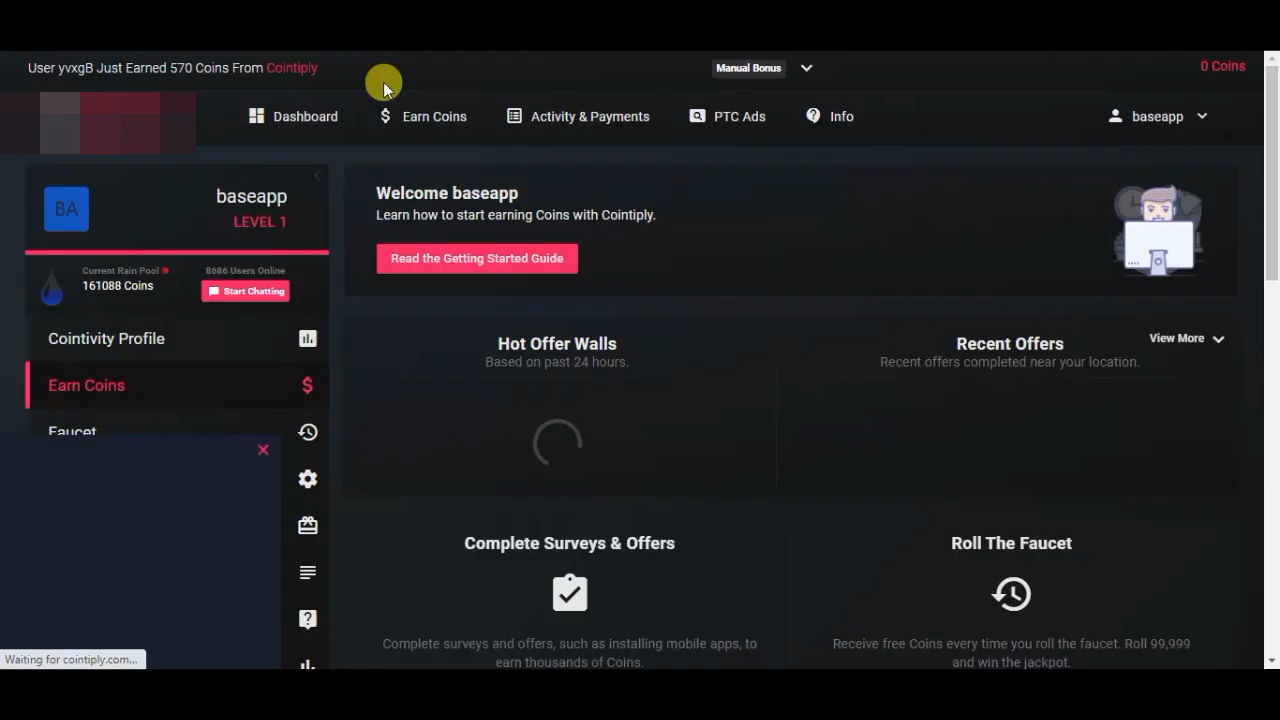 User yvxgB Just Earned 570 Coins From Cointiply
Manual Bonus
0 Coins
Dashboard
Earn Coins
Activity & Payments
PTC Ads
Info
baseapp
BA
baseapp
LEVEL 1
Current Rain Pool
161088 Coins
8686 Users Online
Start Chatting
Cointivity Profile
Earn Coins
Faucet
Welcome baseapp
Learn how to start earning Coins with Cointiply.
Read the Getting Started Guide
Hot Offer Walls
Based on past 24 hours.
Recent Offers
Recent offers completed near your location.
View More
Complete Surveys & Offers
Complete surveys and offers, such as installing mobile apps, to
earn thousands of Coins.
Roll The Faucet
Receive free Coins every time you roll the faucet. Roll 99,999
and win the jackpot.
Waiting for cointiply.com...